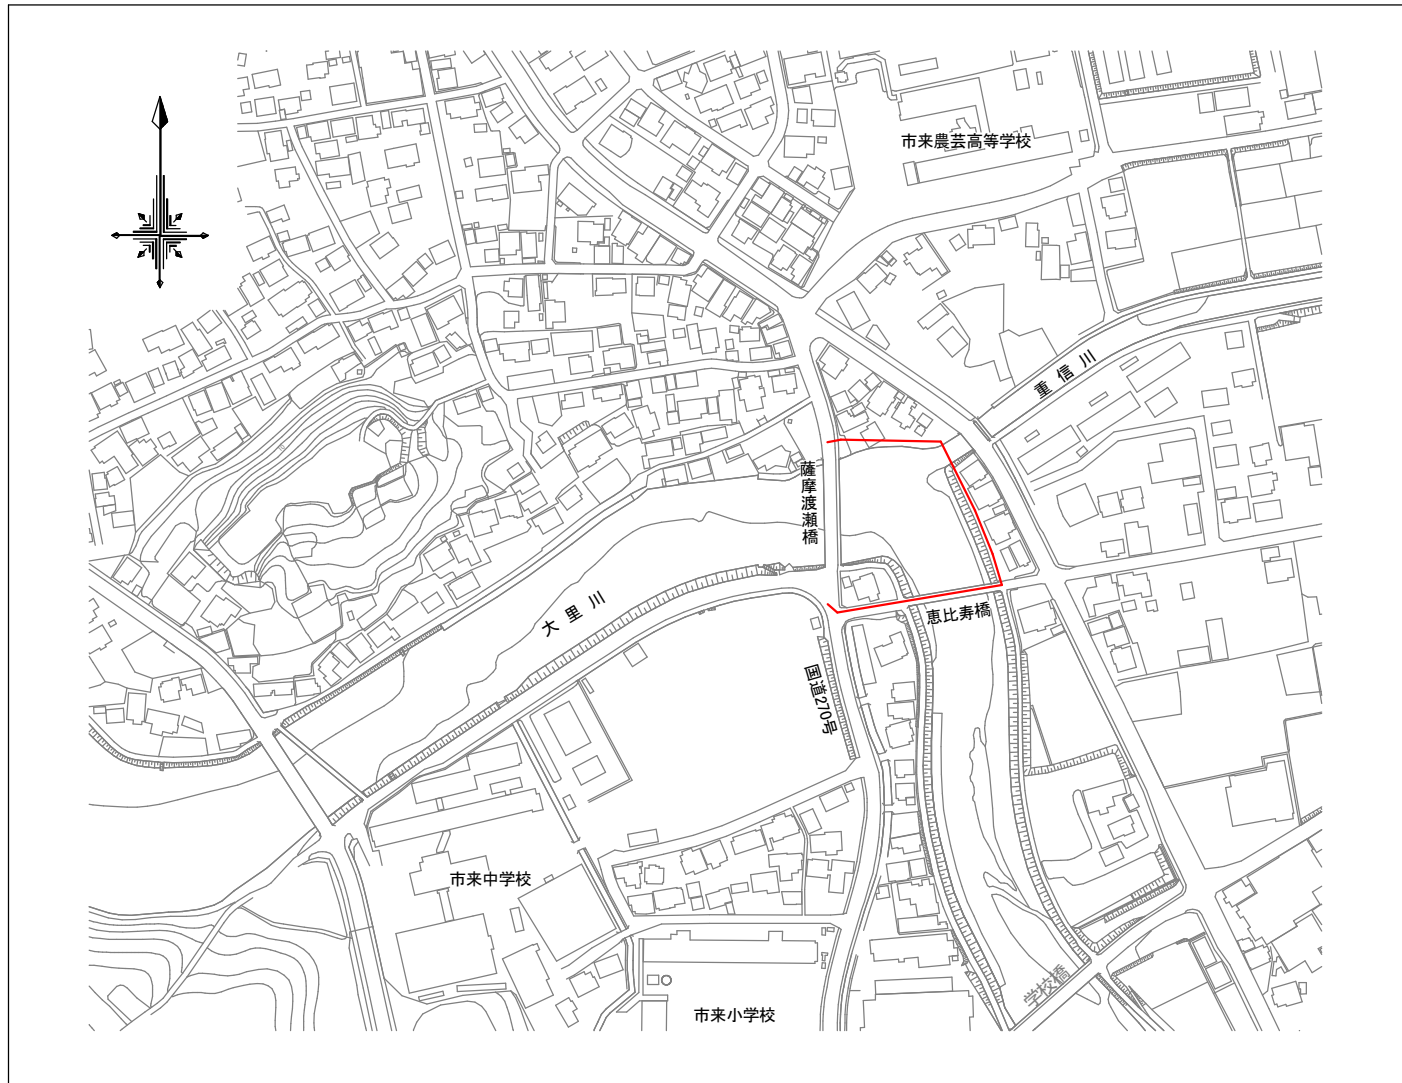 市来農芸高等学校
重信川
薩摩渡瀬橋
大里川
恵比寿橋
国道270号
市来中学校
学校橋
市来小学校